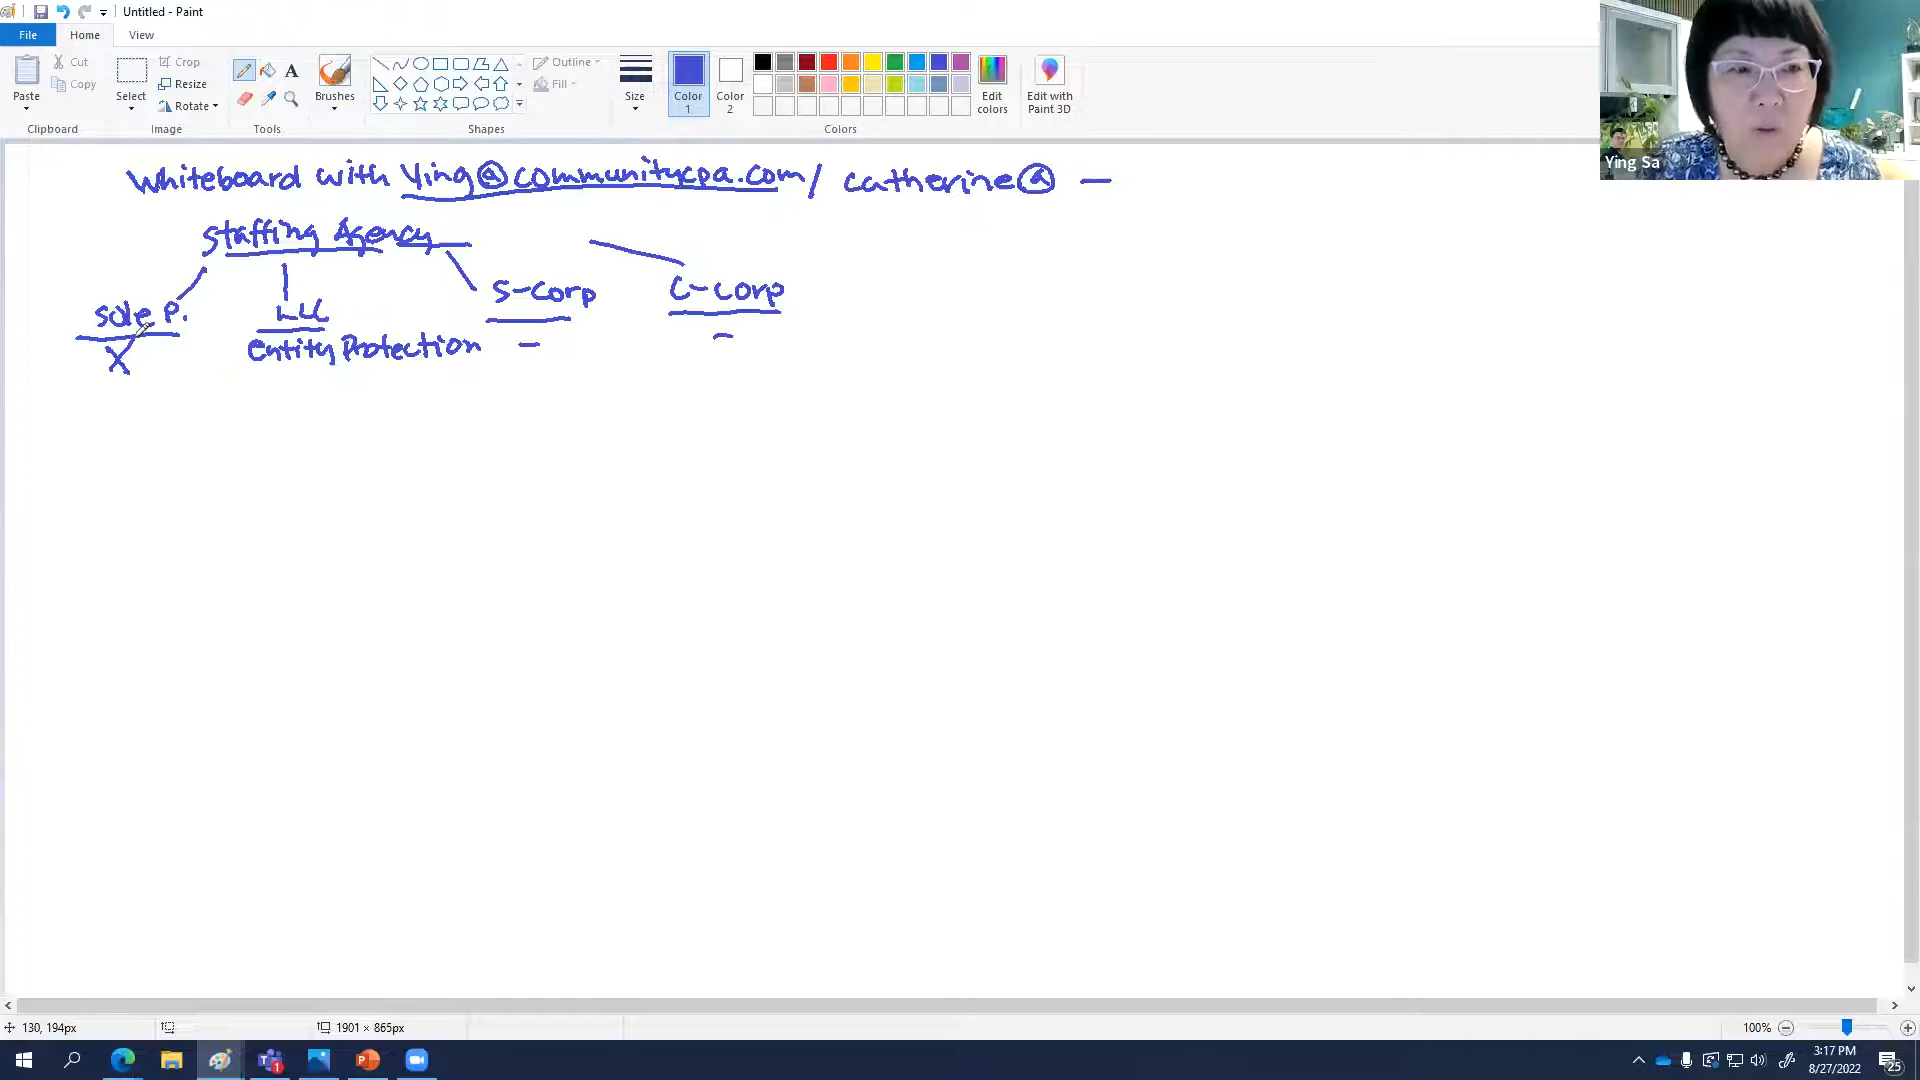 Untitled - Paint
File Home View
Paste
Cut
Copy
Select
Crop
Resize
Rotate
A
Brushes
Outline
Fill
Size
Color 1
Color 2
Edit colors
Edit with Paint 3D
Clipboard Image Tools Shapes Colors
Ying Sa
Whiteboard with Ying@communitycpa.com/ catherine@ —
Staffing Agency
Sole P. LLC S-Corp C-Corp
X Entity Protection
130, 194px 1901 × 865px 100%
3:17 PM
8/27/2022
1
25